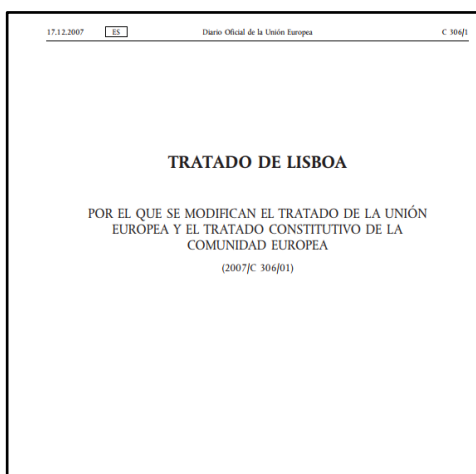 17.12.2007 ES Diario Oficial de la Unión Europea C 306/1
TRATADO DE LISBOA
POR EL QUE SE MODIFICAN EL TRATADO DE LA UNIÓN
EUROPEA Y EL TRATADO CONSTITUTIVO DE LA
COMUNIDAD EUROPEA
(2007/C 306/01)